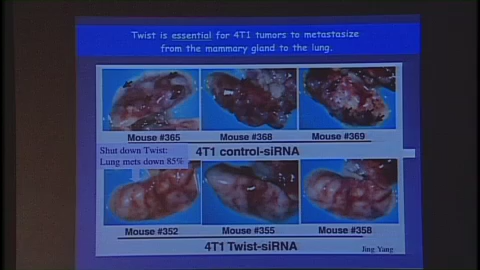 Twist is essential for 4T1 tumors to metastasize
from the mammary gland to the lung.
Mouse #365 Mouse #368 Mouse #369
Shut down Twist:
Lung mets down 85%
4T1 control-siRNA
Mouse #352 Mouse #355 Mouse #358
4T1 Twist-siRNA
Jing Yang